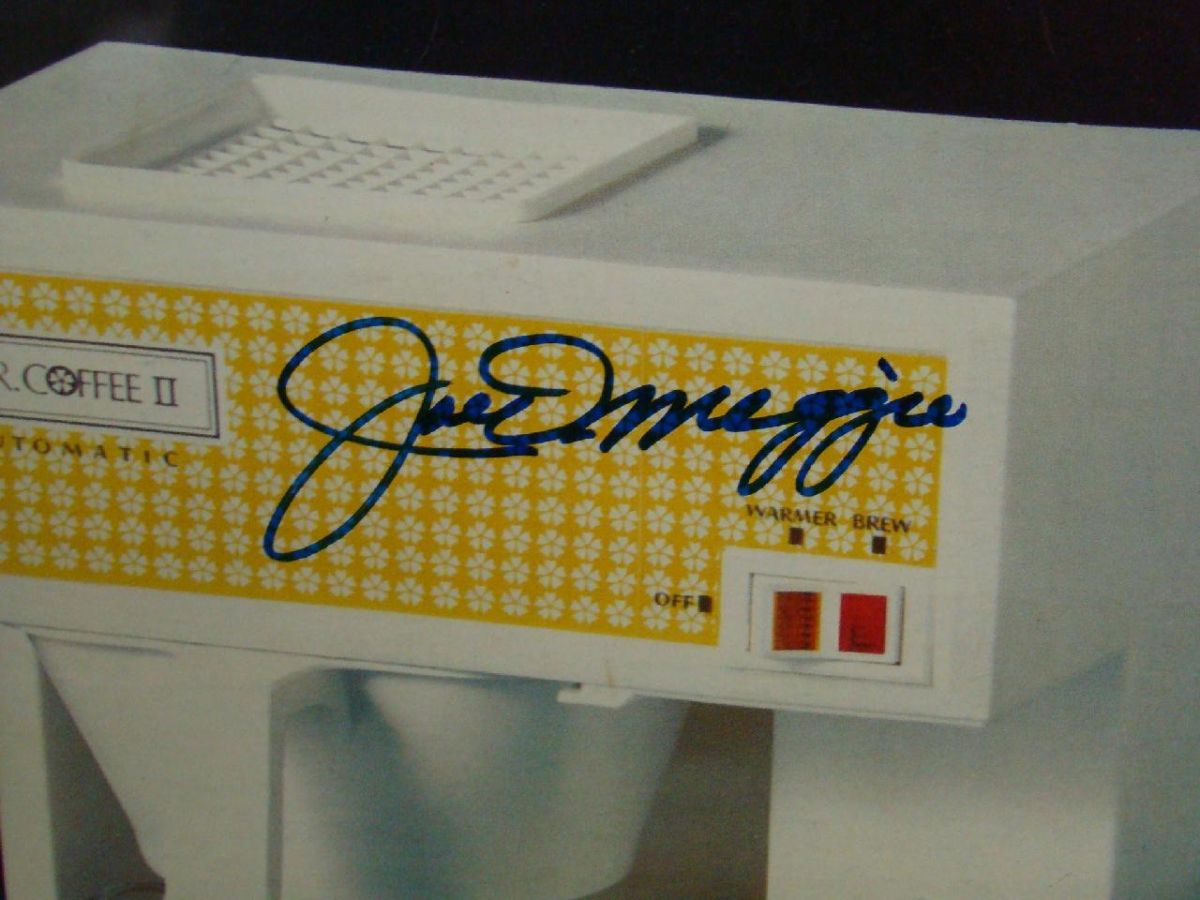 R. COFFEE II
UTOMATIC
Joe DiMaggio
WARMER BREW
OFF